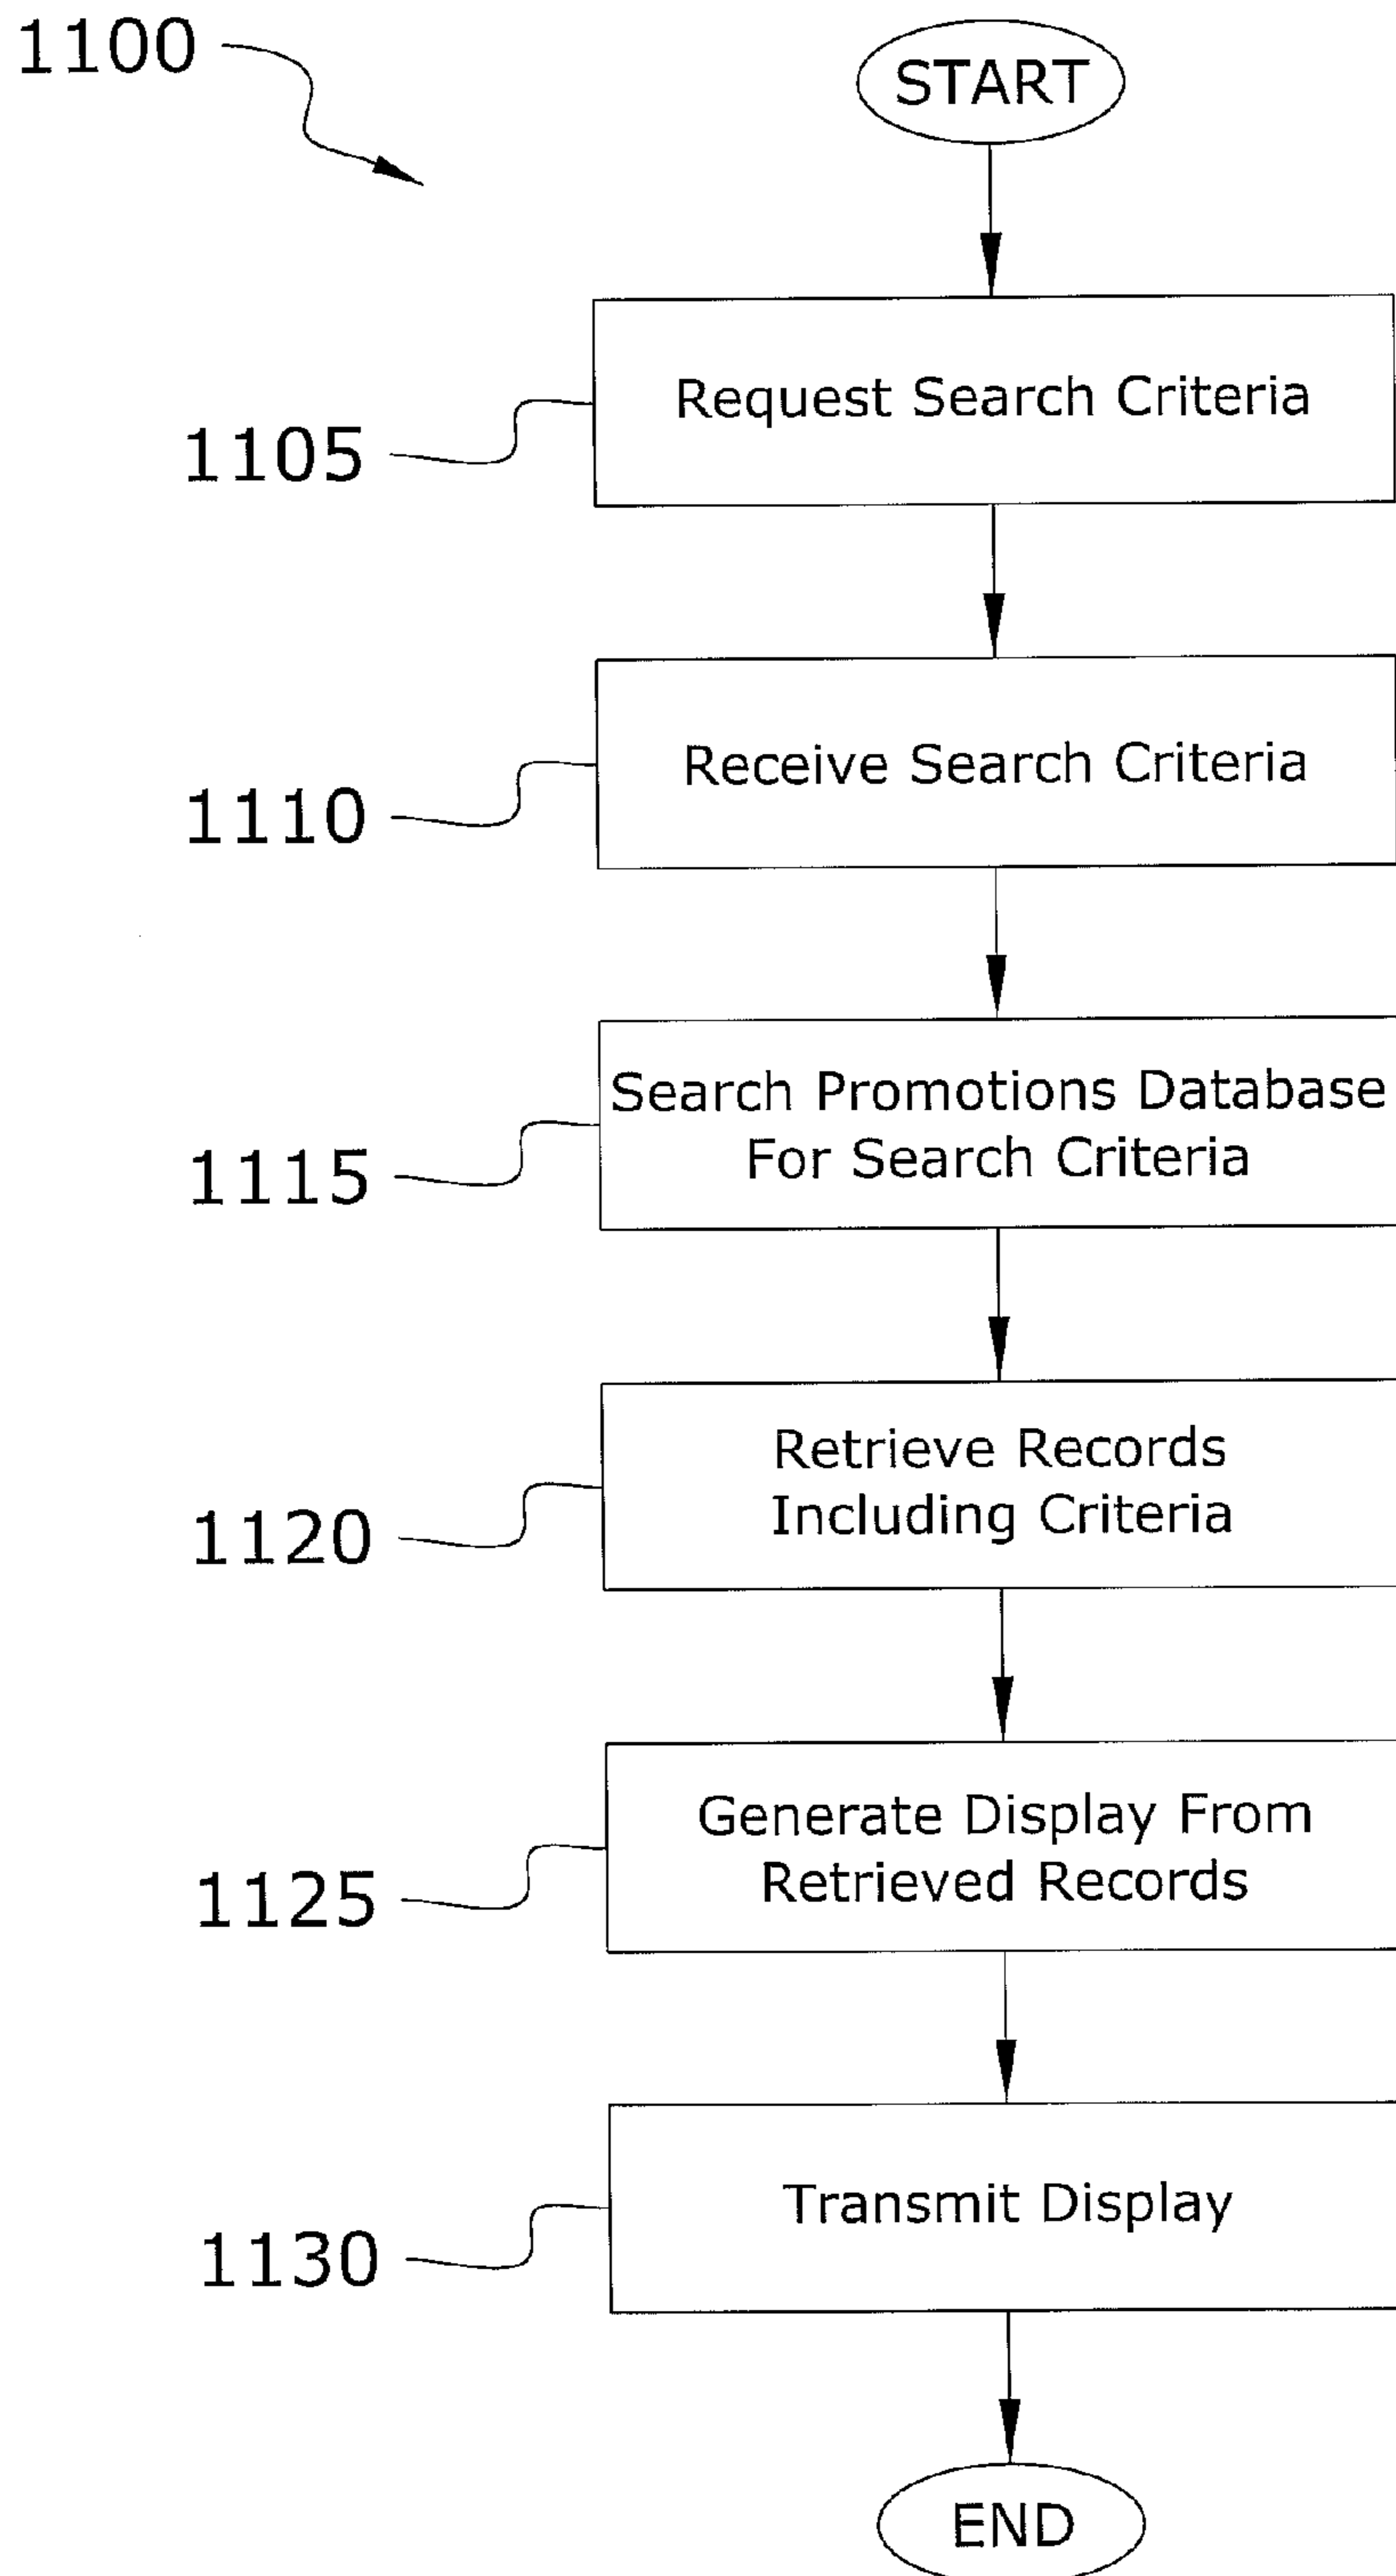 1100
START
Request Search Criteria
1105
Receive Search Criteria
1110
Search Promotions Database
For Search Criteria
1115
Retrieve Records
Including Criteria
1120
Generate Display From
Retrieved Records
1125
Transmit Display
1130
END